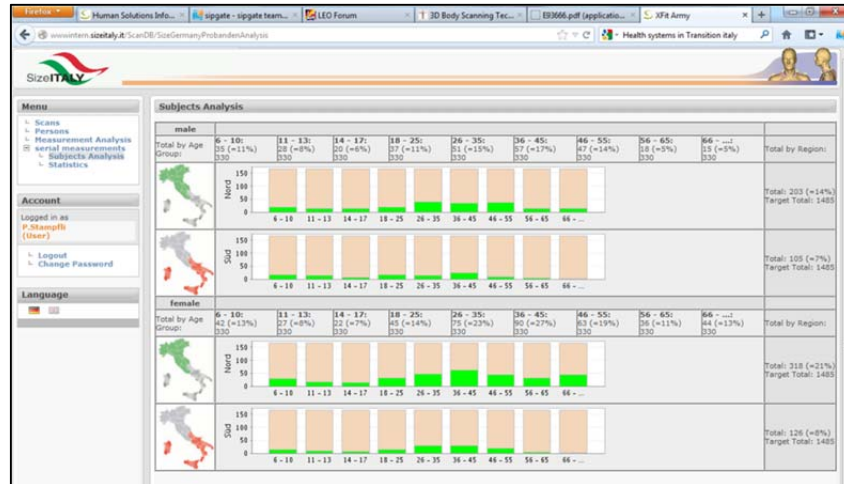 Firefox
Human Solutions Info...
sipgate - sipgate team...
LEO Forum
3D Body Scanning Tec...
E93666.pdf (applicatio...
XFit Army
wwwintern.sizeitaly.it/ScanDB/SizeGermanyProbandenAnalysis
Health systems in Transition italy
SizeITALY
Menu
Scans
Persons
Measurement Analysis
serial measurements
Subjects Analysis
Statistics
Account
Logged in as
P.Stampfli
(User)
Logout
Change Password
Language
Subjects Analysis
male
Total by Age Group:
6 - 10: 35 (=11%) 330
11 - 13: 28 (=8%) 330
14 - 17: 20 (=6%) 330
18 - 25: 37 (=11%) 330
26 - 35: 51 (=15%) 330
36 - 45: 57 (=17%) 330
46 - 55: 47 (=14%) 330
56 - 65: 18 (=5%) 330
66 - ...: 15 (=5%) 330
Total by Region:
Nord
150
100
50
0
6 - 10 11 - 13 14 - 17 18 - 25 26 - 35 36 - 45 46 - 55 56 - 65 66 - ...
Total: 203 (=14%)
Target Total: 1485
Süd
150
100
50
0
6 - 10 11 - 13 14 - 17 18 - 25 26 - 35 36 - 45 46 - 55 56 - 65 66 - ...
Total: 105 (=7%)
Target Total: 1485
female
Total by Age Group:
6 - 10: 42 (=13%) 330
11 - 13: 27 (=8%) 330
14 - 17: 22 (=7%) 330
18 - 25: 45 (=14%) 330
26 - 35: 75 (=23%) 330
36 - 45: 90 (=27%) 330
46 - 55: 63 (=19%) 330
56 - 65: 36 (=11%) 330
66 - ...: 44 (=13%) 330
Total by Region:
Nord
150
100
50
0
6 - 10 11 - 13 14 - 17 18 - 25 26 - 35 36 - 45 46 - 55 56 - 65 66 - ...
Total: 318 (=21%)
Target Total: 1485
Süd
150
100
50
0
6 - 10 11 - 13 14 - 17 18 - 25 26 - 35 36 - 45 46 - 55 56 - 65 66 - ...
Total: 126 (=8%)
Target Total: 1485